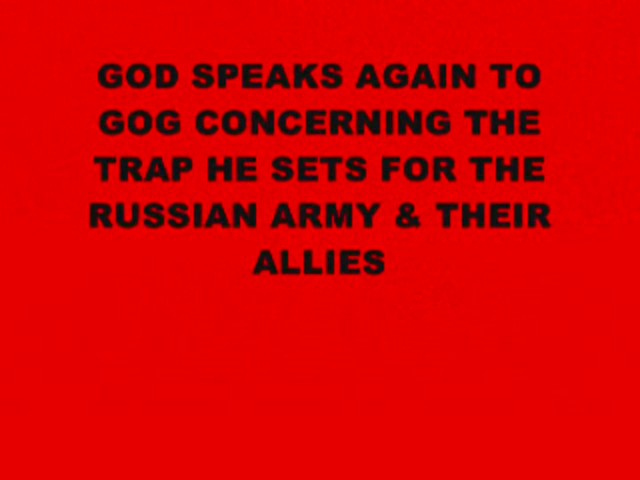 GOD SPEAKS AGAIN TO
GOG CONCERNING THE
TRAP HE SETS FOR THE
RUSSIAN ARMY & THEIR
ALLIES